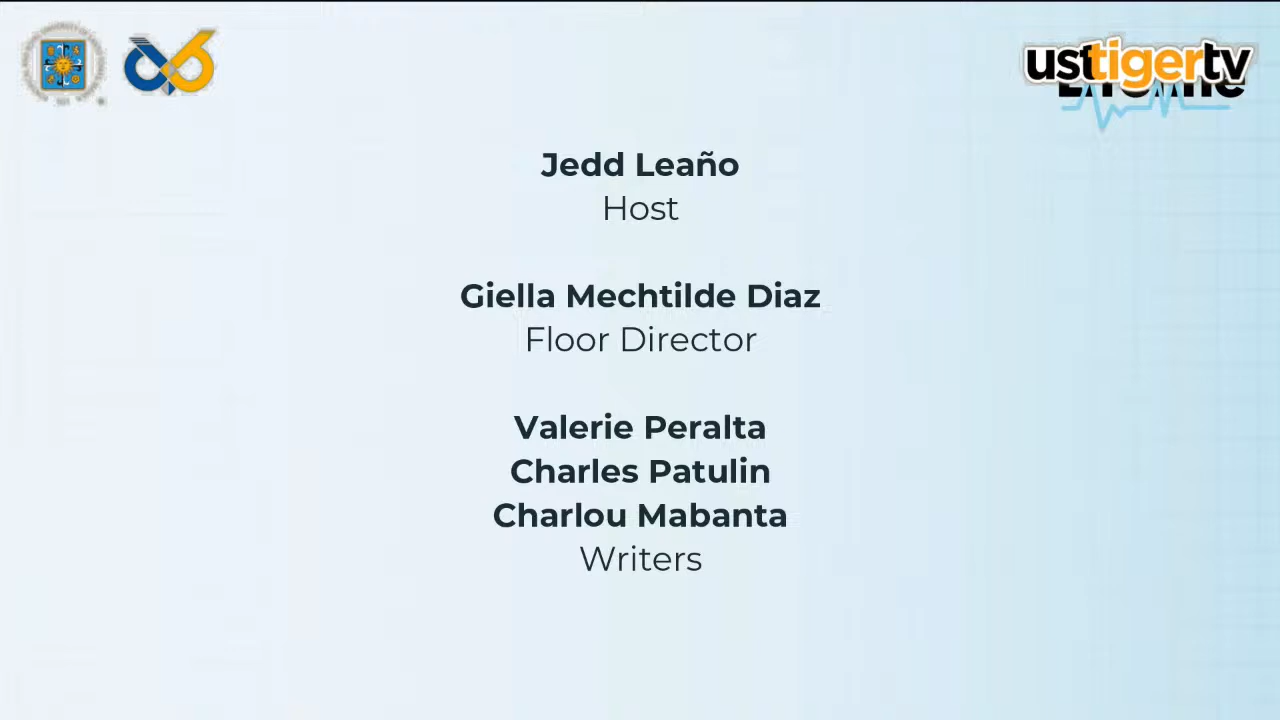 usttigertv
Jedd Leaño
Host
Giella Mechtilde Diaz
Floor Director
Valerie Peralta
Charles Patulin
Charlou Mabanta
Writers